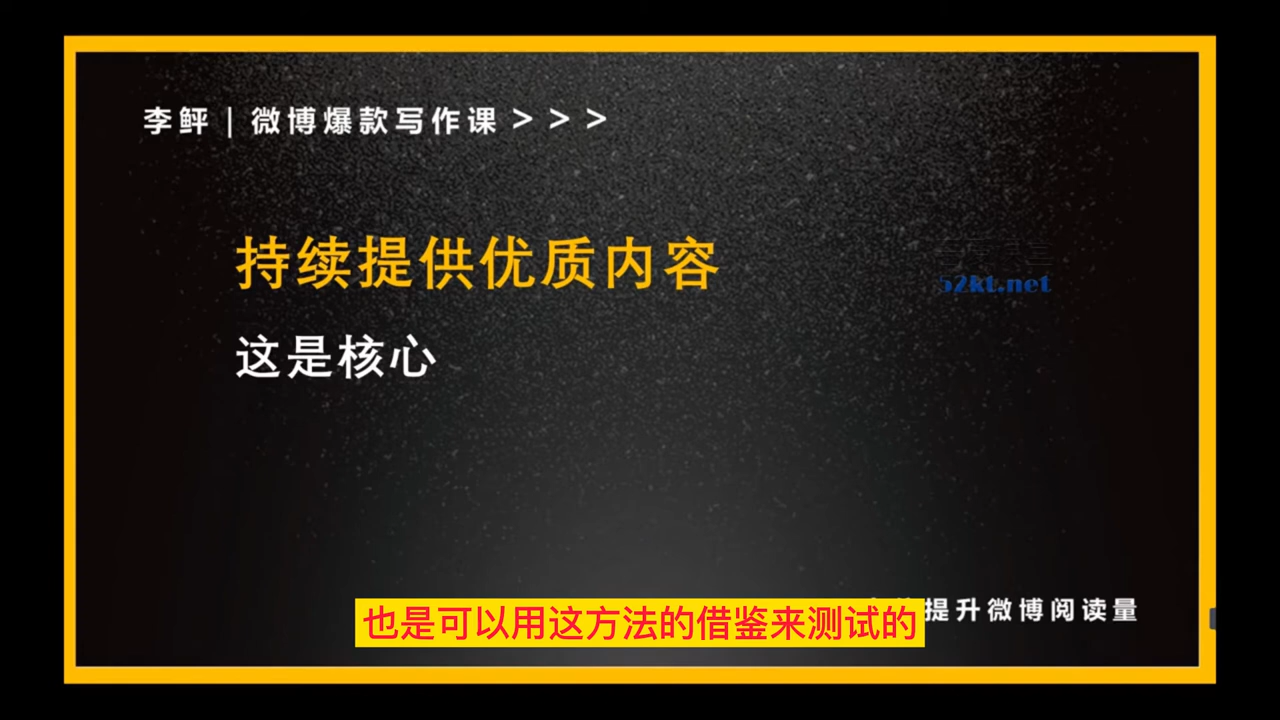 李鲆 | 微博爆款写作课>>>
持续提供优质内容
52kt.net
这是核心
提升微博阅读量
也是可以用这方法的借鉴来测试的